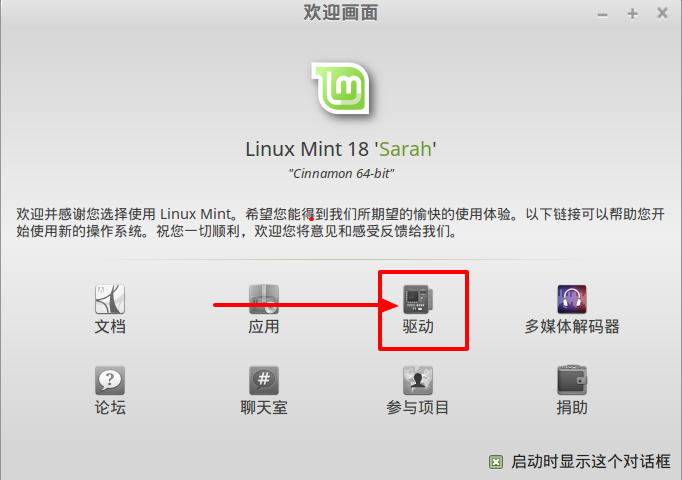 欢迎画面
Linux Mint 18 'Sarah'
"Cinnamon 64-bit"
欢迎并感谢您选择使用 Linux Mint。希望您能得到我们所期望的愉快的使用体验。以下链接可以帮助您开
始使用新的操作系统。祝您一切顺利，欢迎您将意见和感受反馈给我们。
文档 应用 驱动 多媒体解码器
论坛 聊天室 参与项目 捐助
启动时显示这个对话框